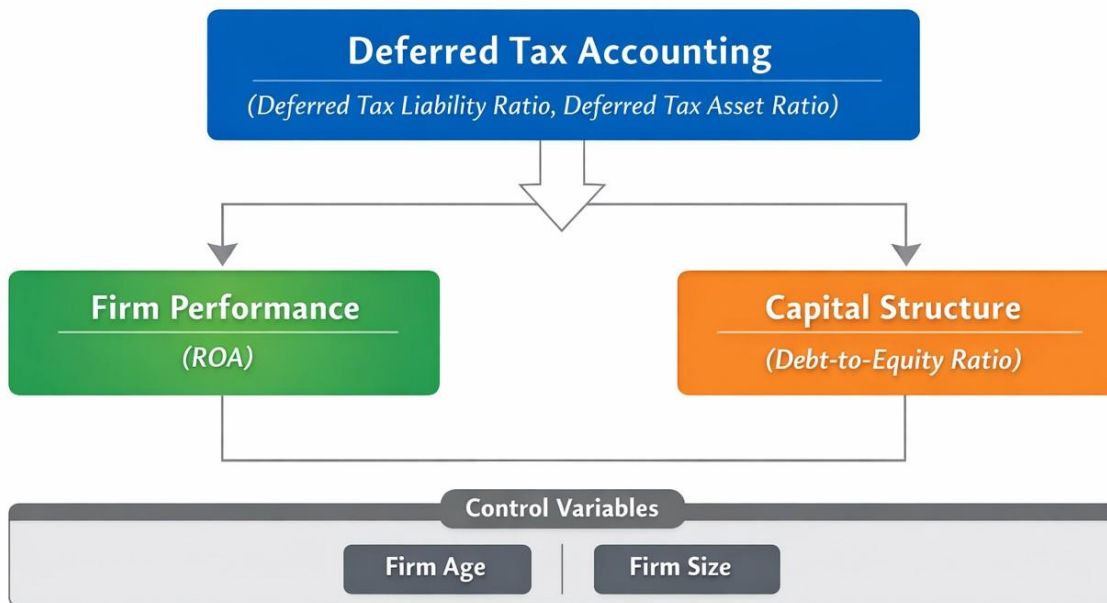 Deferred Tax Accounting
(Deferred Tax Liability Ratio, Deferred Tax Asset Ratio)
Firm Performance
(ROA)
Capital Structure
(Debt-to-Equity Ratio)
Control Variables
Firm Age
Firm Size